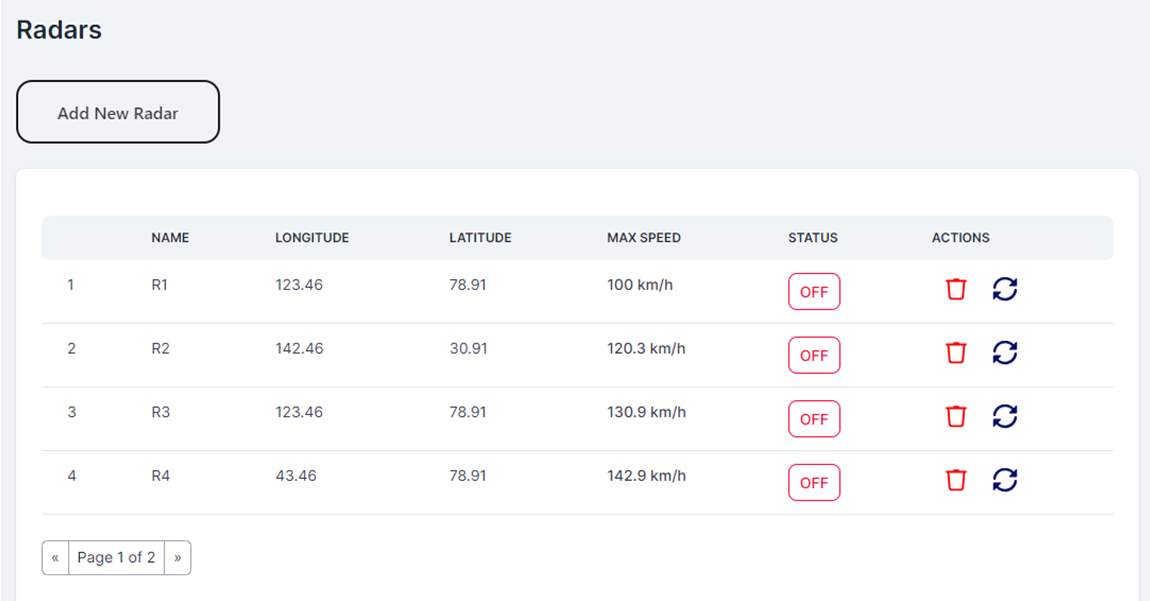 Radars
Add New Radar
NAME LONGITUDE LATITUDE MAX SPEED STATUS ACTIONS
1 R1 123.46 78.91 100 km/h OFF
2 R2 142.46 30.91 120.3 km/h OFF
3 R3 123.46 78.91 130.9 km/h OFF
4 R4 43.46 78.91 142.9 km/h OFF
« Page 1 of 2 »